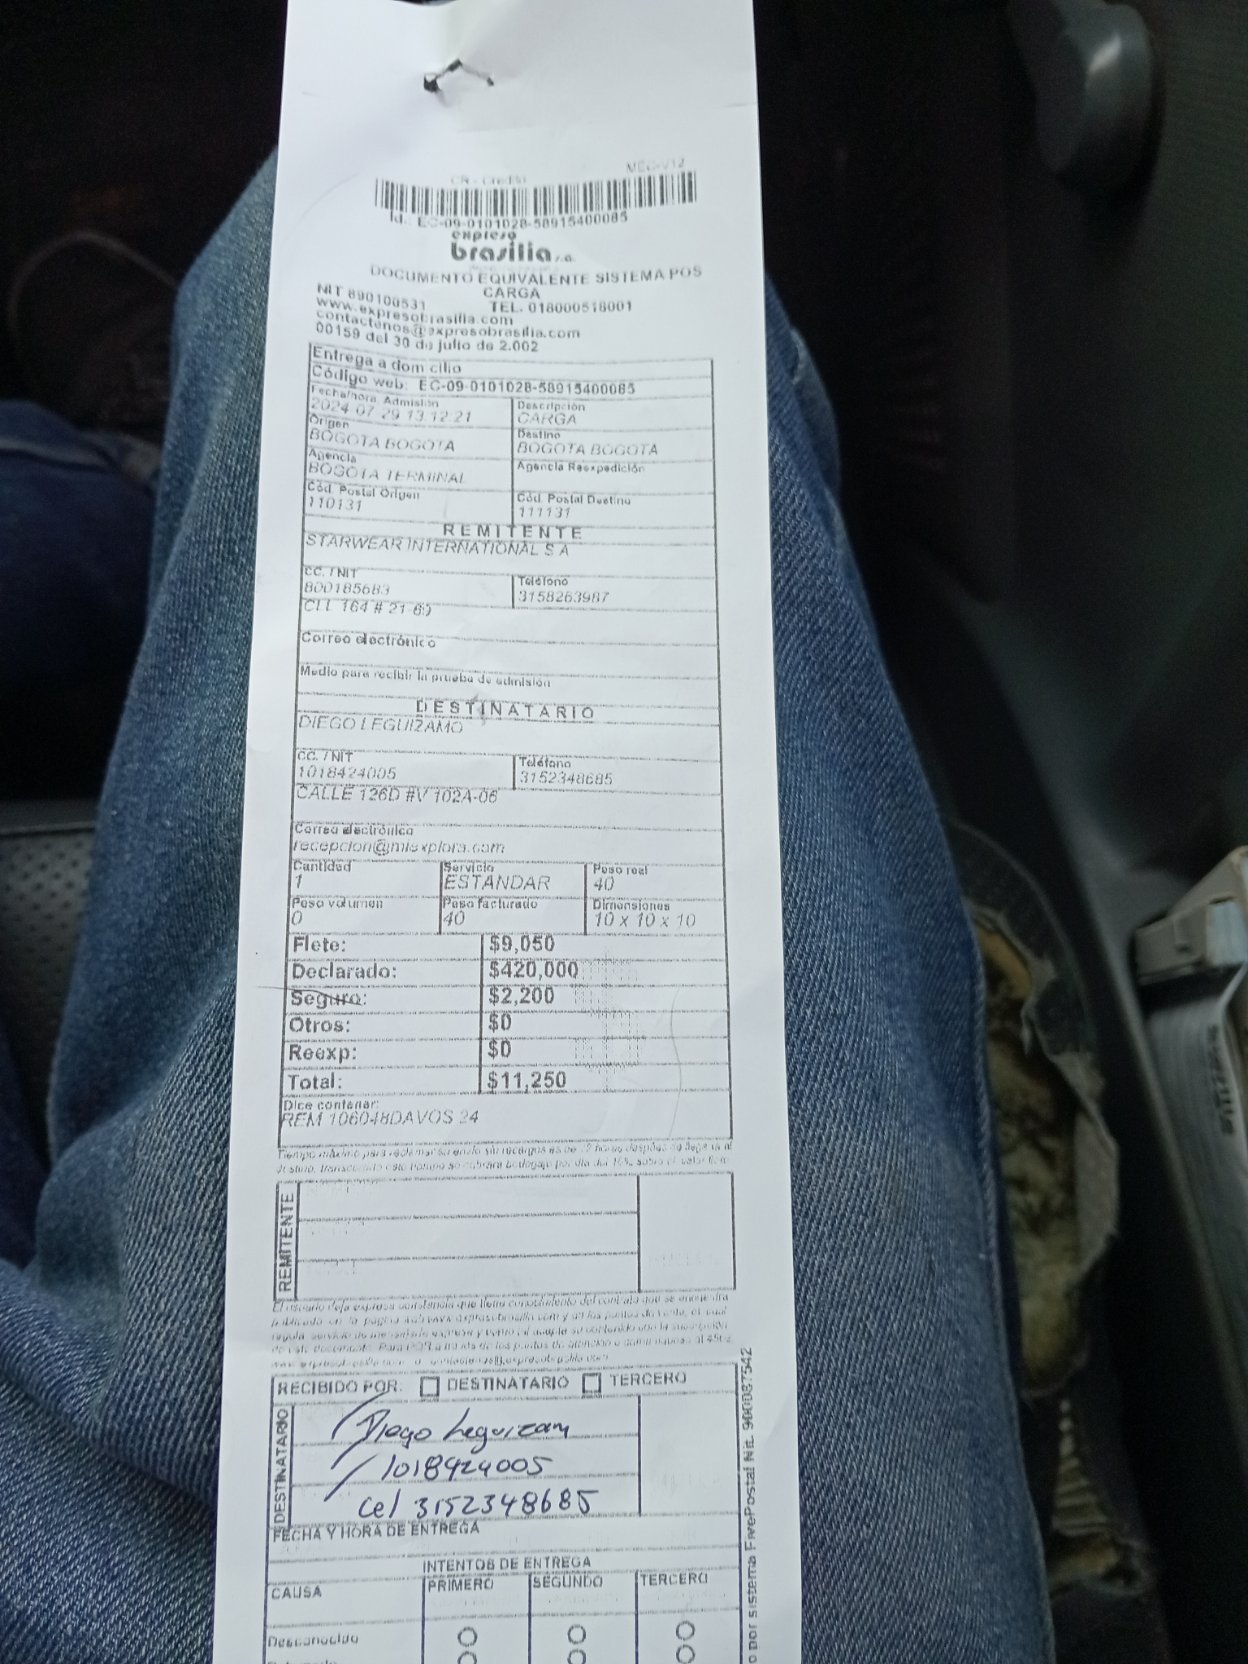 Id.: EC-09-0101028-58915400085
expreso
brasilia s.a.
DOCUMENTO EQUIVALENTE SISTEMA POS
CARGA
NIT 890100531 TEL. 018000518001
www.expresobrasilia.com
contactenos@expresobrasilia.com
00159 del 30 de julio de 2.002
Entrega a domicilio
Código web: EC-09-0101028-58915400085
Fecha/hora Admisión Descripción
2024-07-29 13:12:21 CARGA
Origen Destino
BOGOTA BOGOTA BOGOTA BOGOTA
Agencia Agencia Reexpedición
BOGOTA TERMINAL
Cód. Postal Origen Cód. Postal Destino
110131 111131
REMITENTE
STARWEAR INTERNATIONAL S A
CC. / NIT Teléfono
800185683 3158263987
CLL 164 # 21-60
Correo electrónico
Medio para recibir la prueba de admisión
DESTINATARIO
DIEGO LEGUIZAMO
CC. / NIT Teléfono
1018424005 3152348685
CALLE 126D #V 102A-06
Correo electrónico
Cantidad Servicio Peso real
1 ESTANDAR 40
Peso volumen Peso facturado Dimensiones
0 40 10 x 10 x 10
Flete: $9,050
Declarado: $420,000
Seguro: $2,200
Otros: $0
Reexp: $0
Total: $11,250
Dice contener:
REM 106048DAVOS 24
REMITENTE
RECIBIDO POR: DESTINATARIO TERCERO
DESTINATARIO
Diego Leguizam
1018424005
cel 3152348685
FECHA Y HORA DE ENTREGA
INTENTOS DE ENTREGA
CAUSA PRIMERO SEGUNDO TERCERO
Desconocido
o por sistema FivePostal Nit. 900087542